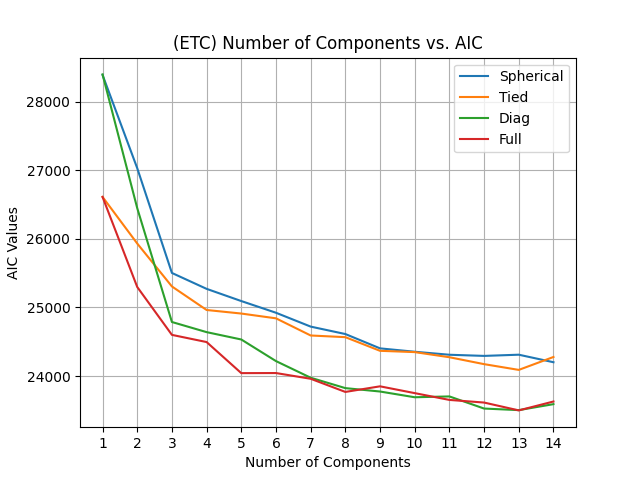 (ETC) Number of Components vs. AIC
Spherical
Tied
Diag
Full
AIC Values
28000
27000
26000
25000
24000
1 2 3 4 5 6 7 8 9 10 11 12 13 14
Number of Components